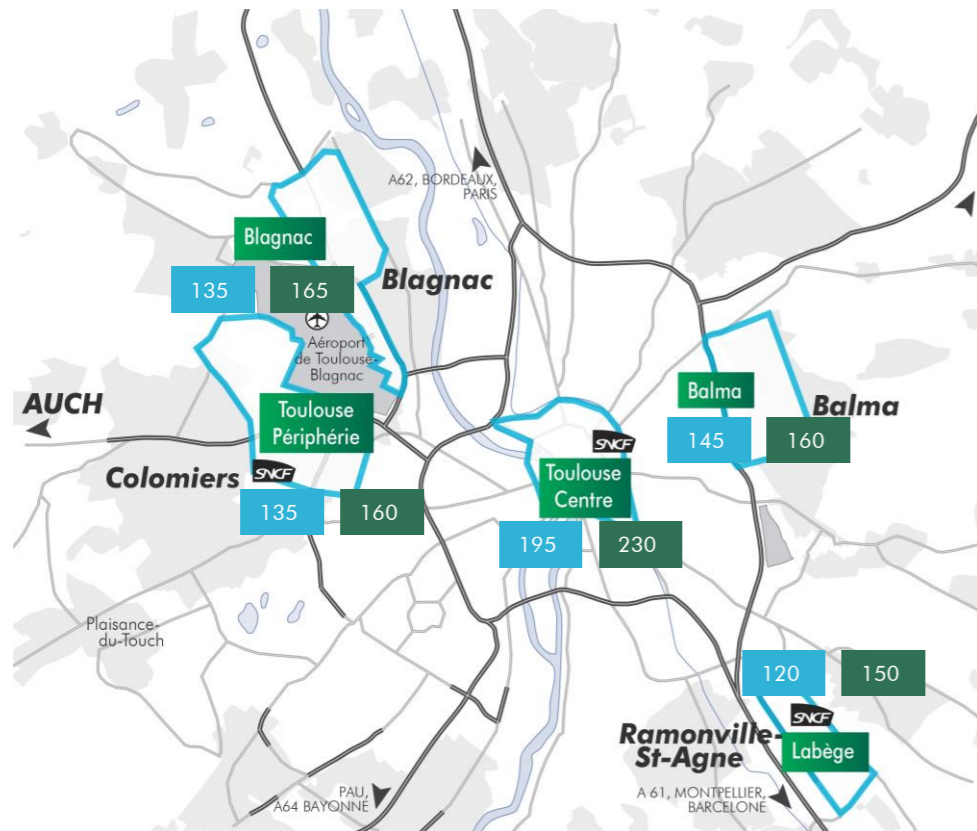 A62, BORDEAUX,
PARIS
Blagnac
135
165
Blagnac
Aéroport
de Toulouse-
Blagnac
AUCH
Toulouse
Périphérie
Balma
Balma
SNCF
145
160
Colomiers
SNCF
Toulouse
Centre
135
160
195
230
Plaisance-
du-Touch
120
150
SNCF
Ramonville-
St-Agne
Labège
PAU,
A64 BAYONNE
A 61, MONTPELLIER,
BARCELONE